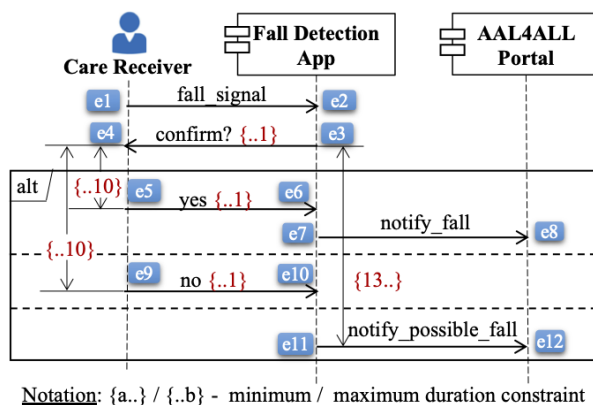 Care Receiver
Fall Detection
App
AAL4ALL
Portal
e1 fall_signal e2
e4 confirm? {..1} e3
alt
{..10} e5 yes {..1} e6
e7 notify_fall e8
{..10}
e9 no {..1} e10 {13..}
e11 notify_possible_fall e12
Notation: {a..} / {..b} - minimum / maximum duration constraint